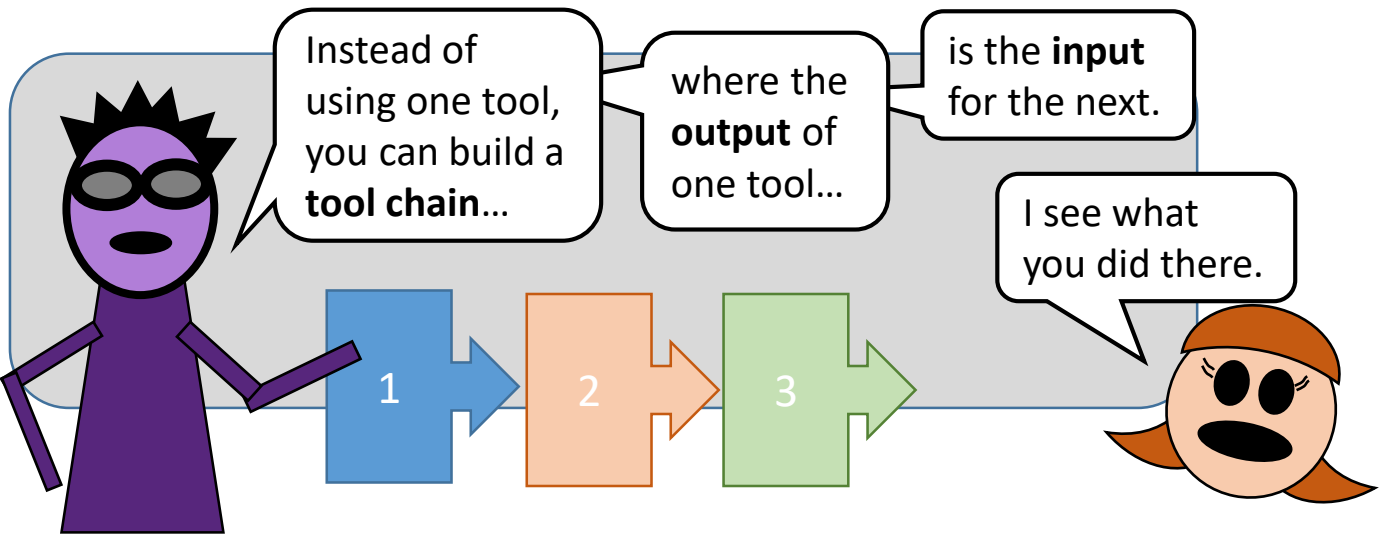 Instead of
using one tool,
you can build a
tool chain…
where the
output of
one tool…
is the input
for the next.
I see what
you did there.
1
2
3